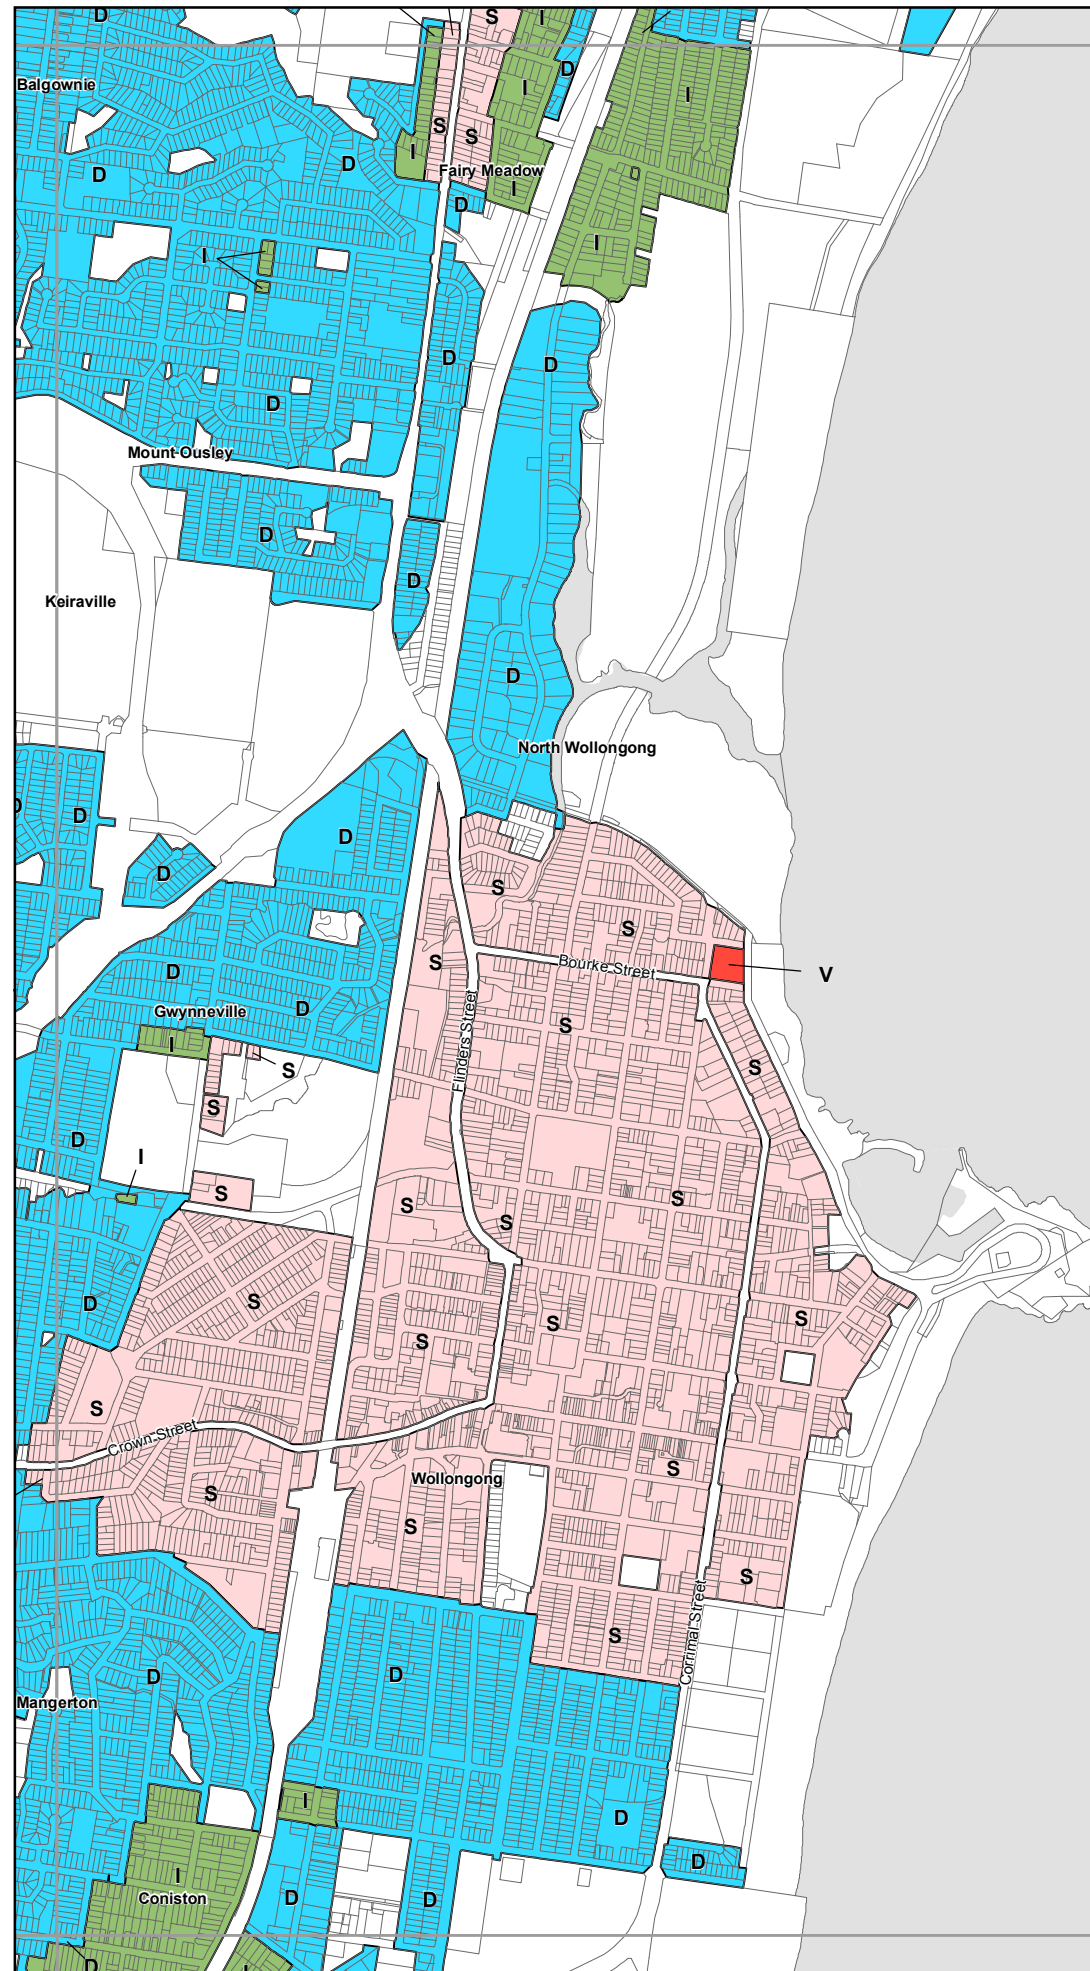 D
S
I
Balgownie
D
I
I
S
S
I
D
D
Fairy Meadow
I
D
I
I
D
D
D
Mount Ousley
D
D
Keiraville
D
North Wollongong
D
D
D
D
S
S
S
Bourke Street
D
V
D
Gwynneville
Flinders Street
S
I
S
S
S
D
I
S
S
S
S
D
S
S
S
S
S
Crown Street
S
Wollongong
S
S
S
S
Corrimal Street
D
D
Mangerton
I
D
D
I
Coniston
D
D
D
I